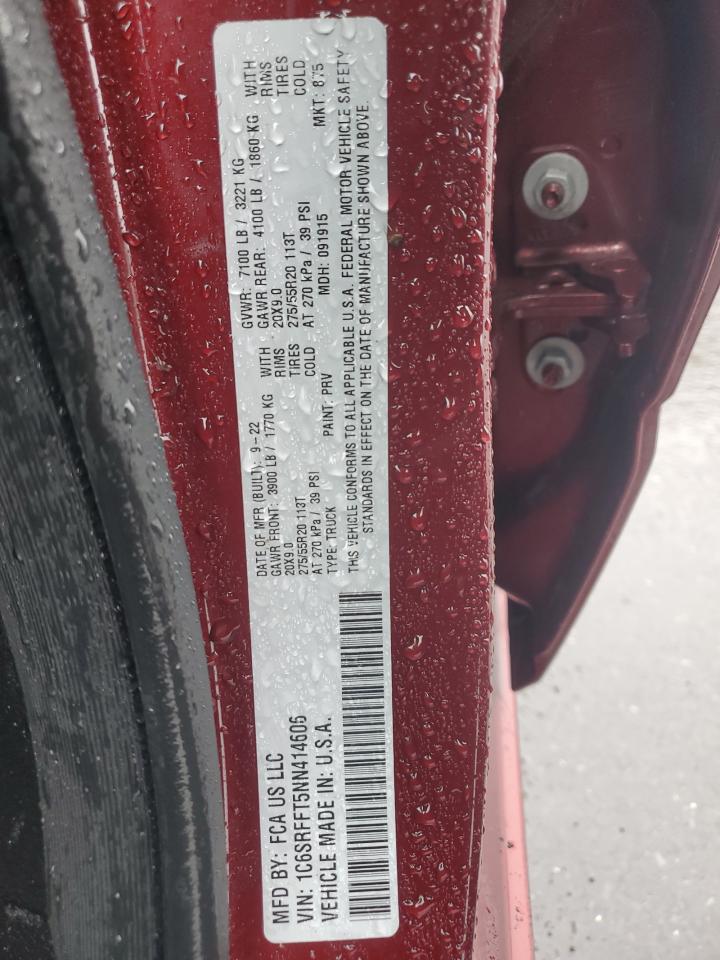 MFD BY: FCA US LLC
DATE OF MFR (BUILT): 9-22
GVWR: 7100 LB / 3221 KG
GAWR FRONT: 3900 LB / 1770 KG WITH
GAWR REAR: 4100 LB / 1860 KG WITH
20X9.0 RIMS
20X9.0 RIMS
275/55R20 113T TIRES
275/55R20 113T TIRES
AT 270 kPa / 39 PSI COLD
AT 270 kPa / 39 PSI COLD
VIN: 1C6SRFFT5NN414606
TYPE: TRUCK PAINT: PRV MDH: 091915 MKT: 875
VEHICLE MADE IN: U.S.A.
THIS VEHICLE CONFORMS TO ALL APPLICABLE U.S.A. FEDERAL MOTOR VEHICLE SAFETY
STANDARDS IN EFFECT ON THE DATE OF MANUFACTURE SHOWN ABOVE.